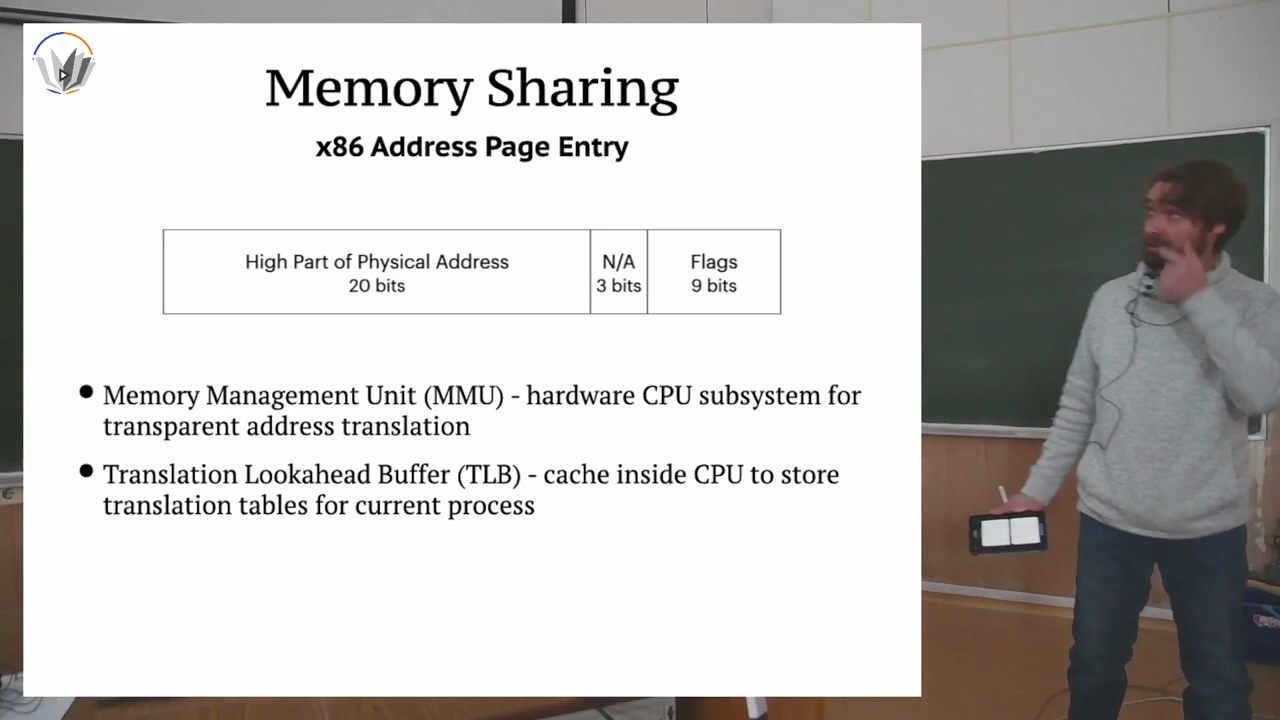 Memory Sharing
x86 Address Page Entry
High Part of Physical Address
20 bits
N/A
3 bits
Flags
9 bits
Memory Management Unit (MMU) - hardware CPU subsystem for
transparent address translation
Translation Lookahead Buffer (TLB) - cache inside CPU to store
translation tables for current process